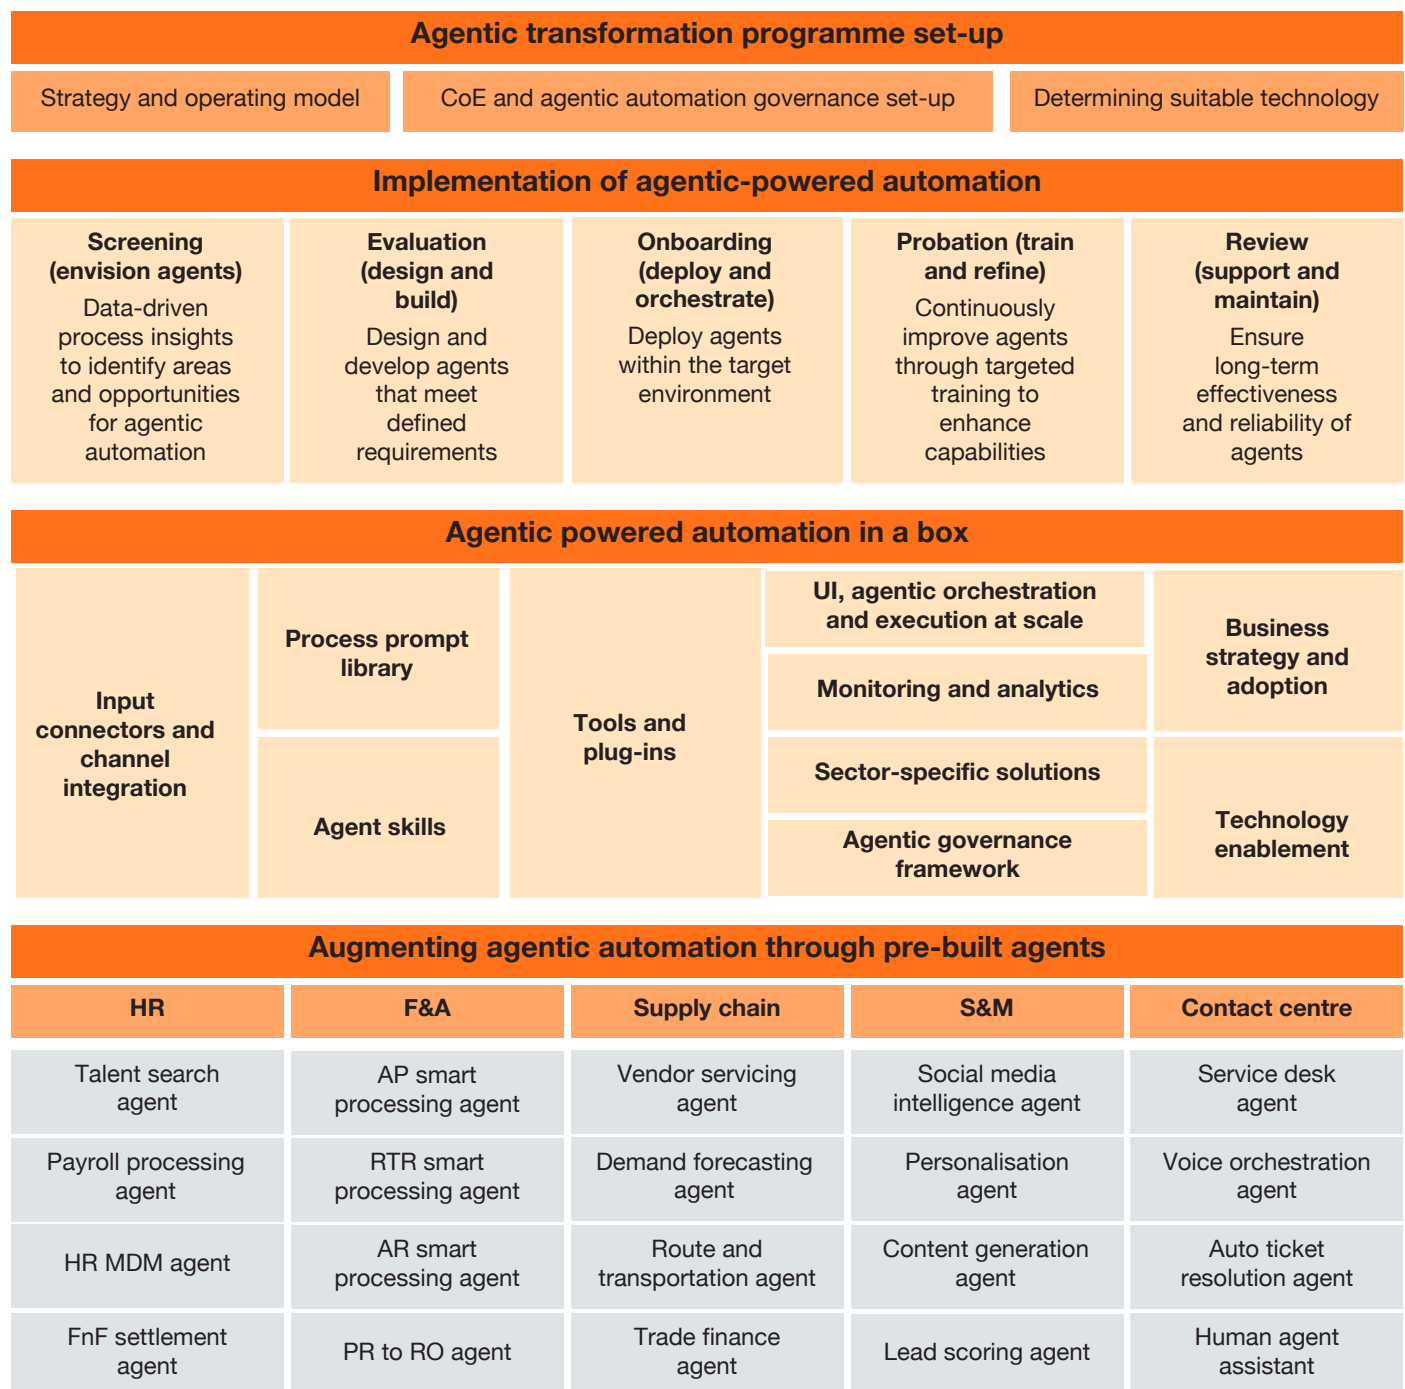 Agentic transformation programme set-up
Strategy and operating model
CoE and agentic automation governance set-up
Determining suitable technology
Implementation of agentic-powered automation
Screening
(envision agents)
Data-driven
process insights
to identify areas
and opportunities
for agentic
automation
Evaluation
(design and
build)
Design and
develop agents
that meet
defined
requirements
Onboarding
(deploy and
orchestrate)
Deploy agents
within the target
environment
Probation (train
and refine)
Continuously
improve agents
through targeted
training to
enhance
capabilities
Review
(support and
maintain)
Ensure
long-term
effectiveness
and reliability of
agents
Agentic powered automation in a box
Input
connectors and
channel
integration
Process prompt
library
Agent skills
Tools and
plug-ins
UI, agentic orchestration
and execution at scale
Monitoring and analytics
Sector-specific solutions
Agentic governance
framework
Business
strategy and
adoption
Technology
enablement
Augmenting agentic automation through pre-built agents
HR
F&A
Supply chain
S&M
Contact centre
Talent search
agent
AP smart
processing agent
Vendor servicing
agent
Social media
intelligence agent
Service desk
agent
Payroll processing
agent
RTR smart
processing agent
Demand forecasting
agent
Personalisation
agent
Voice orchestration
agent
HR MDM agent
AR smart
processing agent
Route and
transportation agent
Content generation
agent
Auto ticket
resolution agent
FnF settlement
agent
PR to RO agent
Trade finance
agent
Lead scoring agent
Human agent
assistant